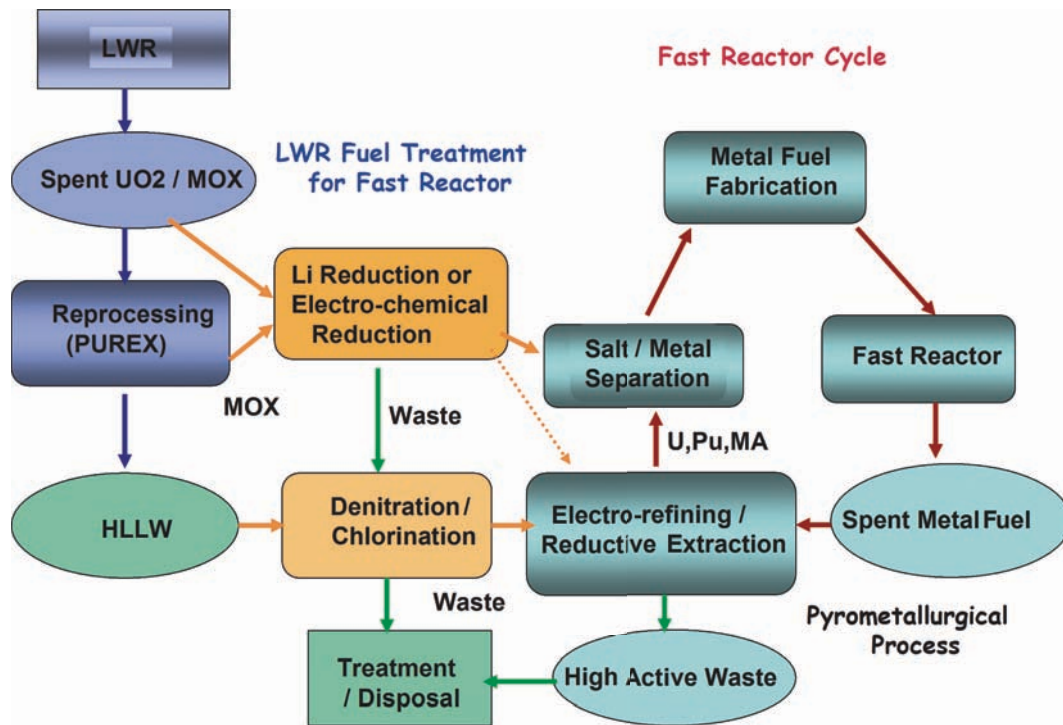 LWR
Fast Reactor Cycle
Spent UO2 / MOX
LWR Fuel Treatment
for Fast Reactor
Metal Fuel
Fabrication
Li Reduction or
Electro-chemical
Reduction
Reprocessing
(PUREX)
Salt / Metal
Separation
Fast Reactor
MOX
Waste
U,Pu,MA
HLLW
Denitration /
Chlorination
Electro-refining /
Reductive Extraction
Spent Metal Fuel
Waste
Pyrometallurgical
Process
Treatment
/ Disposal
High Active Waste